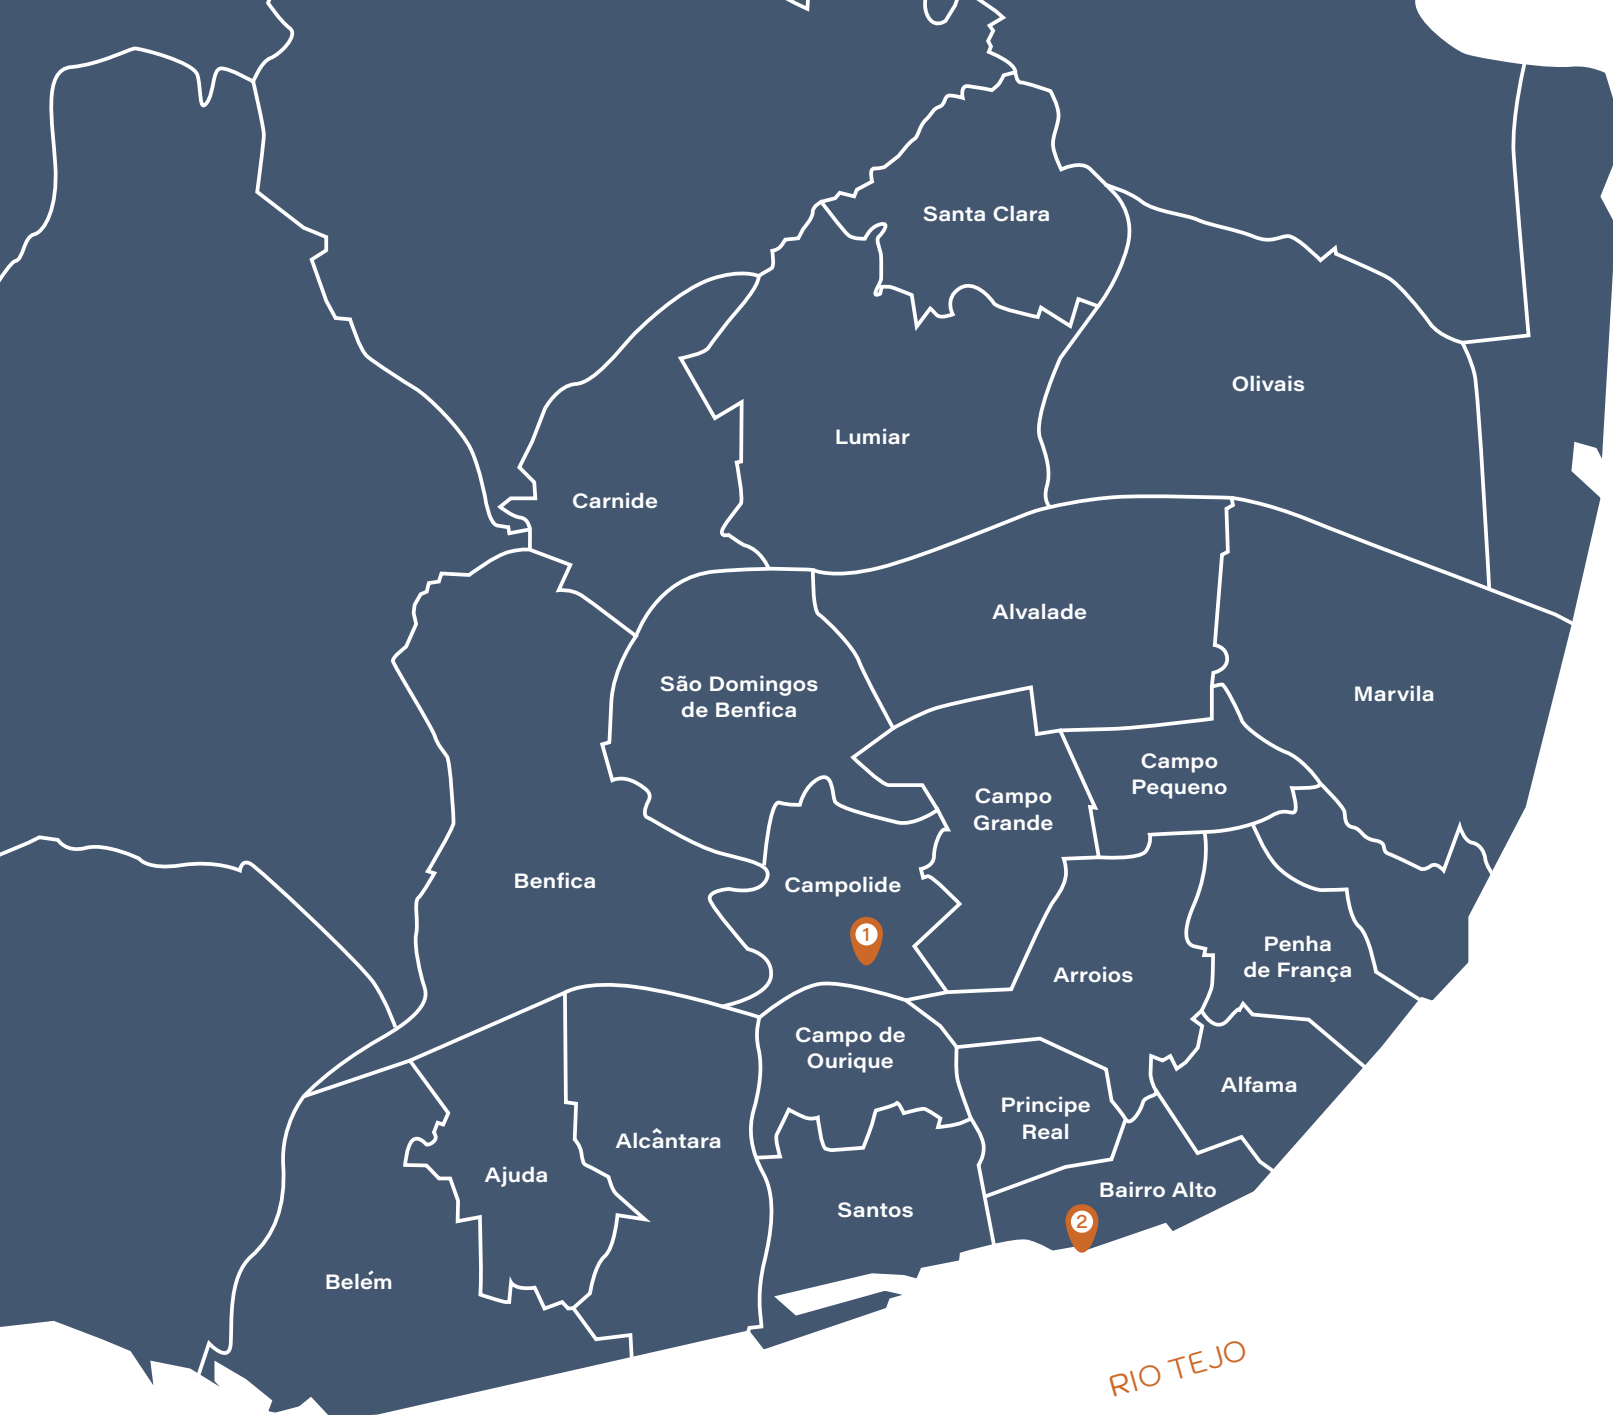 Santa Clara
Olivais
Lumiar
Carnide
Alvalade
São Domingos
de Benfica
Marvila
Campo
Pequeno
Campo
Grande
Benfica
Campolide
1
Penha
de França
Arroios
Campo de
Ourique
Alfama
Principe
Real
Alcântara
Ajuda
Bairro Alto
Santos
2
Belém
RIO TEJO